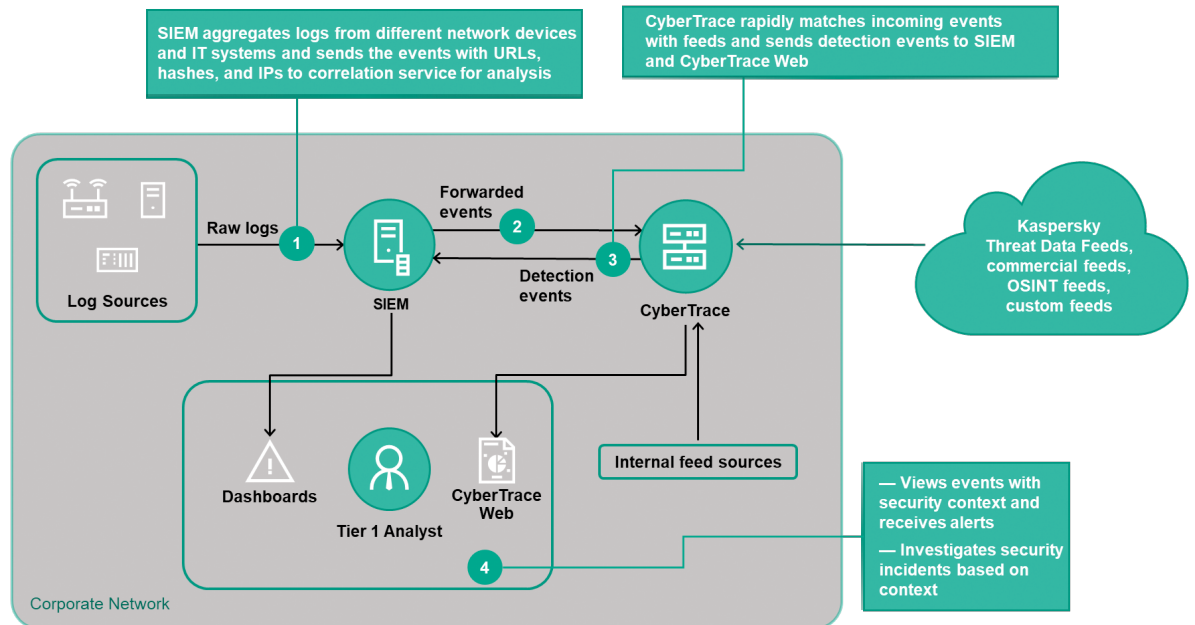 SIEM aggregates logs from different network devices
and IT systems and sends the events with URLs,
hashes, and IPs to correlation service for analysis
CyberTrace rapidly matches incoming events
with feeds and sends detection events to SIEM
and CyberTrace Web
Log Sources
Raw logs
1
SIEM
Forwarded
events
2
3
Detection
events
CyberTrace
Kaspersky
Threat Data Feeds,
commercial feeds,
OSINT feeds,
custom feeds
Dashboards
Tier 1 Analyst
CyberTrace
Web
4
Internal feed sources
— Views events with
security context and
receives alerts
— Investigates security
incidents based on
context
Corporate Network